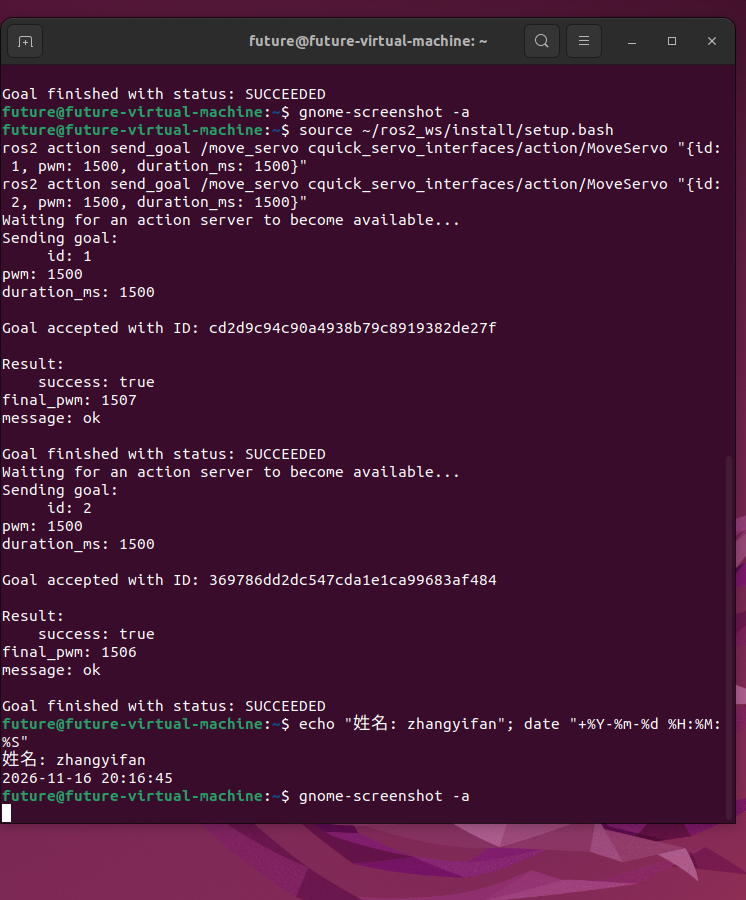 future@future-virtual-machine: ~
Goal finished with status: SUCCEEDED
future@future-virtual-machine:~$ gnome-screenshot -a
future@future-virtual-machine:~$ source ~/ros2_ws/install/setup.bash
ros2 action send_goal /move_servo cquick_servo_interfaces/action/MoveServo "{id:
 1, pwm: 1500, duration_ms: 1500}"
ros2 action send_goal /move_servo cquick_servo_interfaces/action/MoveServo "{id:
 2, pwm: 1500, duration_ms: 1500}"
Waiting for an action server to become available...
Sending goal:
     id: 1
pwm: 1500
duration_ms: 1500
Goal accepted with ID: cd2d9c94c90a4938b79c8919382de27f
Result:
    success: true
final_pwm: 1507
message: ok
Goal finished with status: SUCCEEDED
Waiting for an action server to become available...
Sending goal:
     id: 2
pwm: 1500
duration_ms: 1500
Goal accepted with ID: 369786dd2dc547cda1e1ca99683af484
Result:
    success: true
final_pwm: 1506
message: ok
Goal finished with status: SUCCEEDED
future@future-virtual-machine:~$ echo "姓名: zhangyifan"; date "+%Y-%m-%d %H:%M:
%S"
姓名: zhangyifan
2026-11-16 20:16:45
future@future-virtual-machine:~$ gnome-screenshot -a